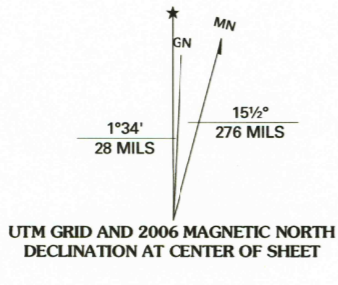 ★
GN
MN
1°34'
28 MILS
15½°
276 MILS
UTM GRID AND 2006 MAGNETIC NORTH
DECLINATION AT CENTER OF SHEET